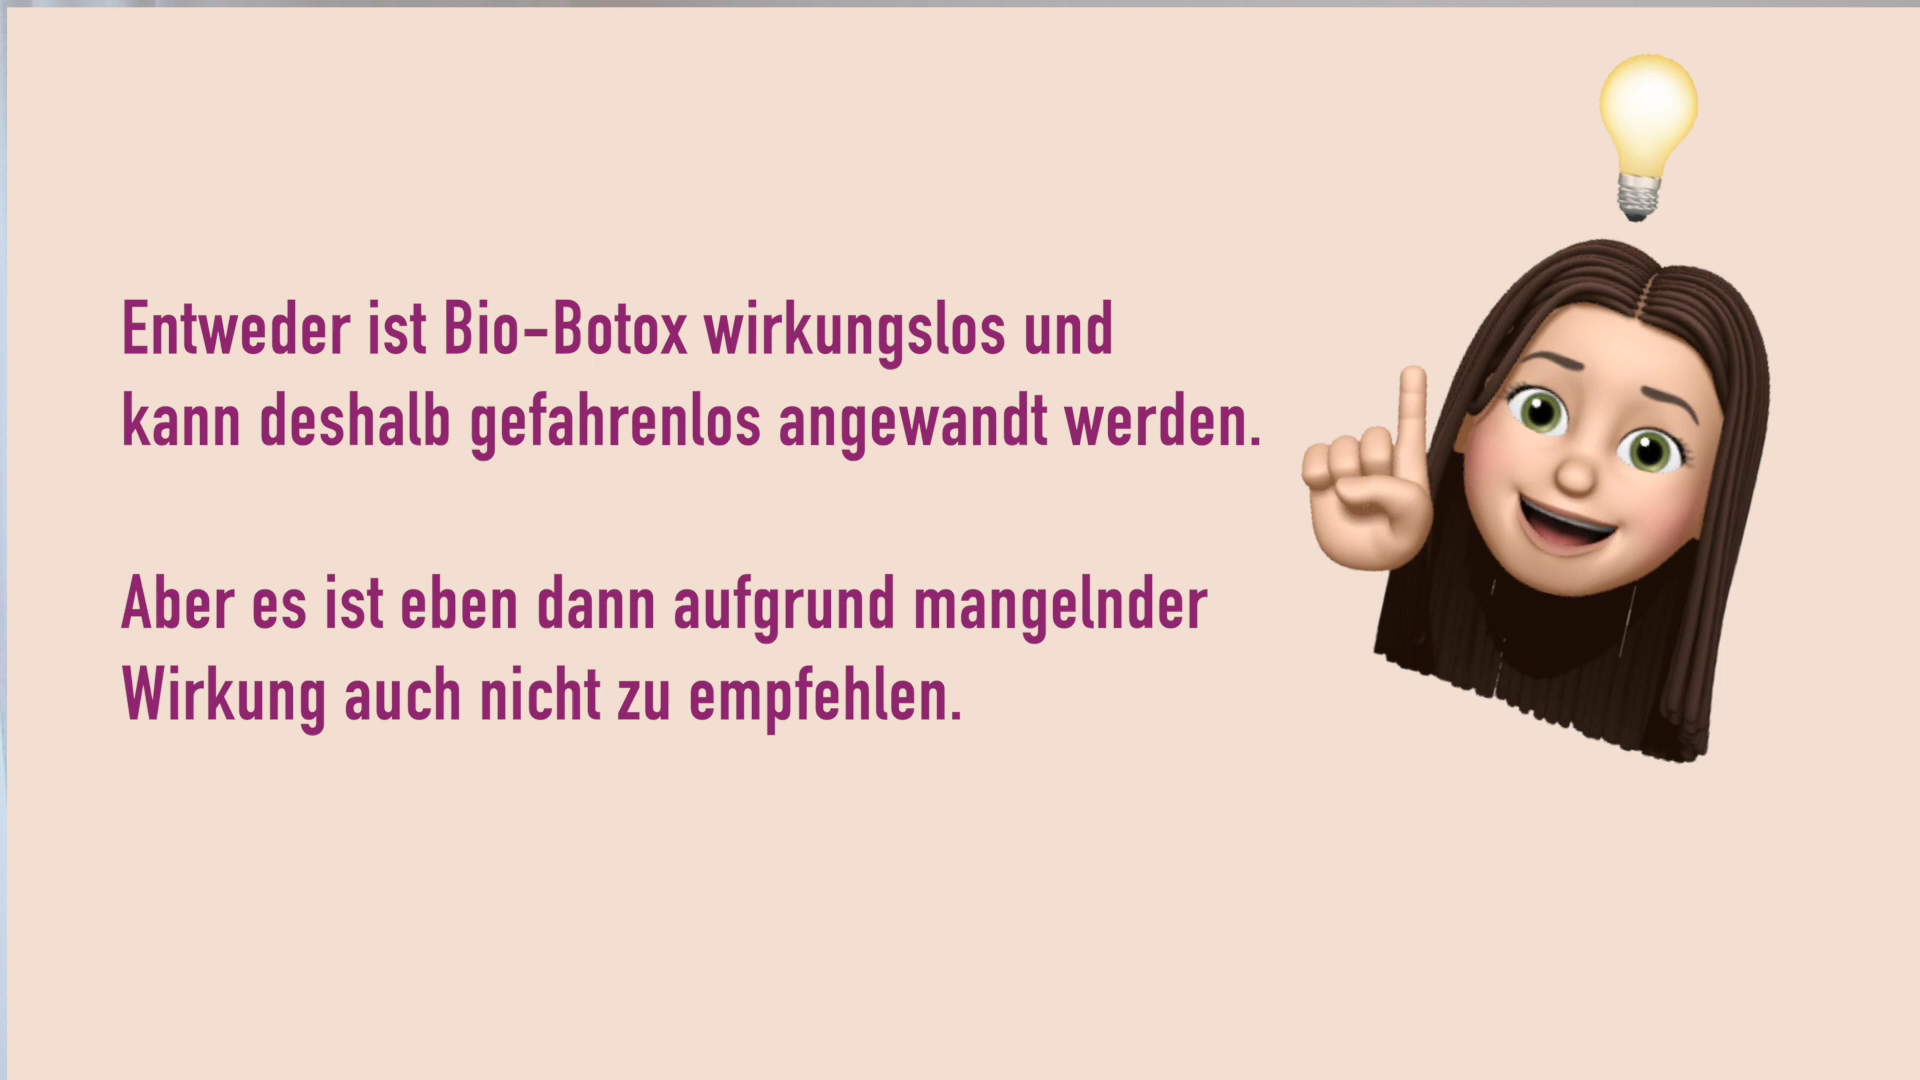 Entweder ist Bio-Botox wirkungslos und
kann deshalb gefahrenlos angewandt werden.
Aber es ist eben dann aufgrund mangelnder
Wirkung auch nicht zu empfehlen.